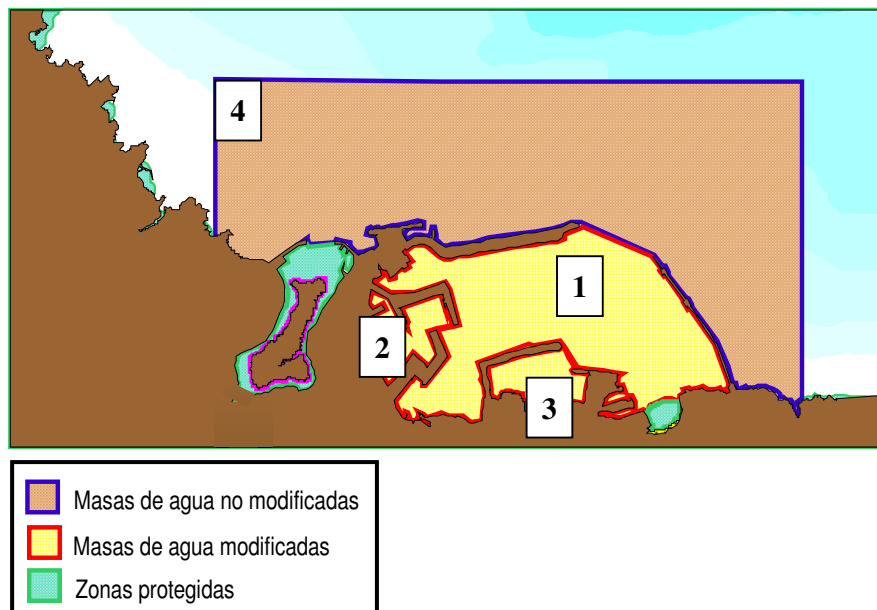 4
1
2
3
Masas de agua no modificadas
Masas de agua modificadas
Zonas protegidas